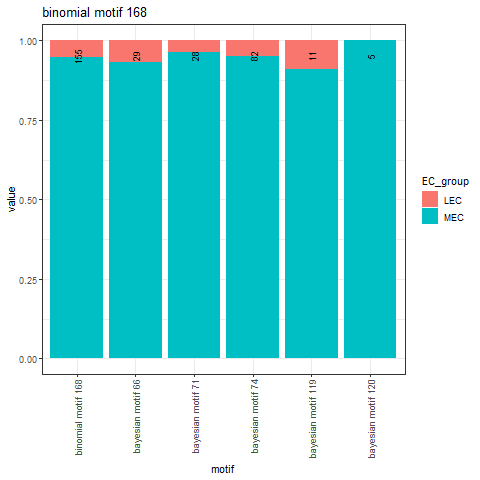 binomial motif 168
value
1.00
0.75
0.50
0.25
0.00
155
29
28
82
11
5
binomial motif 168
bayesian motif 66
bayesian motif 71
bayesian motif 74
bayesian motif 119
bayesian motif 120
motif
EC_group
LEC
MEC